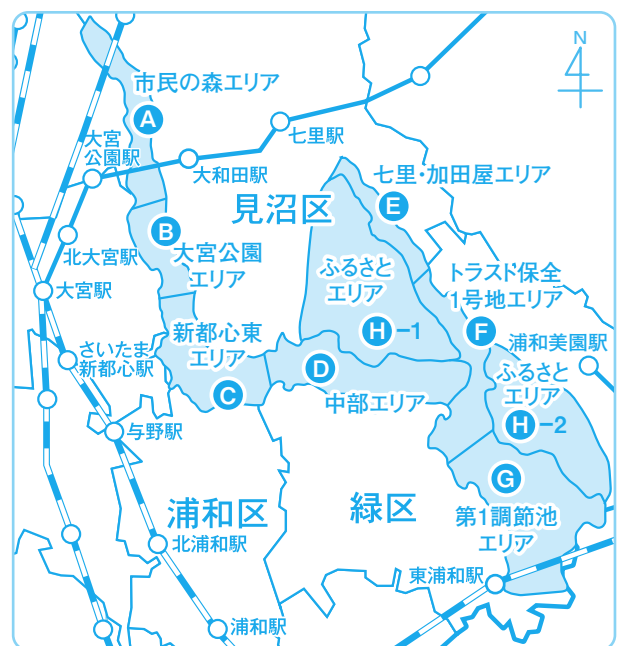 N
市民の森エリア
A
大宮
公園駅
七里駅
大和田駅
七里・加田屋エリア
E
見沼区
B
大宮公園
エリア
北大宮駅
ふるさと
エリア
H-1
トラスト保全
1号地エリア
F
大宮駅
新都心東
エリア
さいたま
新都心駅
浦和美園駅
D
ふるさと
エリア
H-2
C
中部エリア
与野駅
G
浦和区
緑区
第1調節池
エリア
北浦和駅
東浦和駅
浦和駅